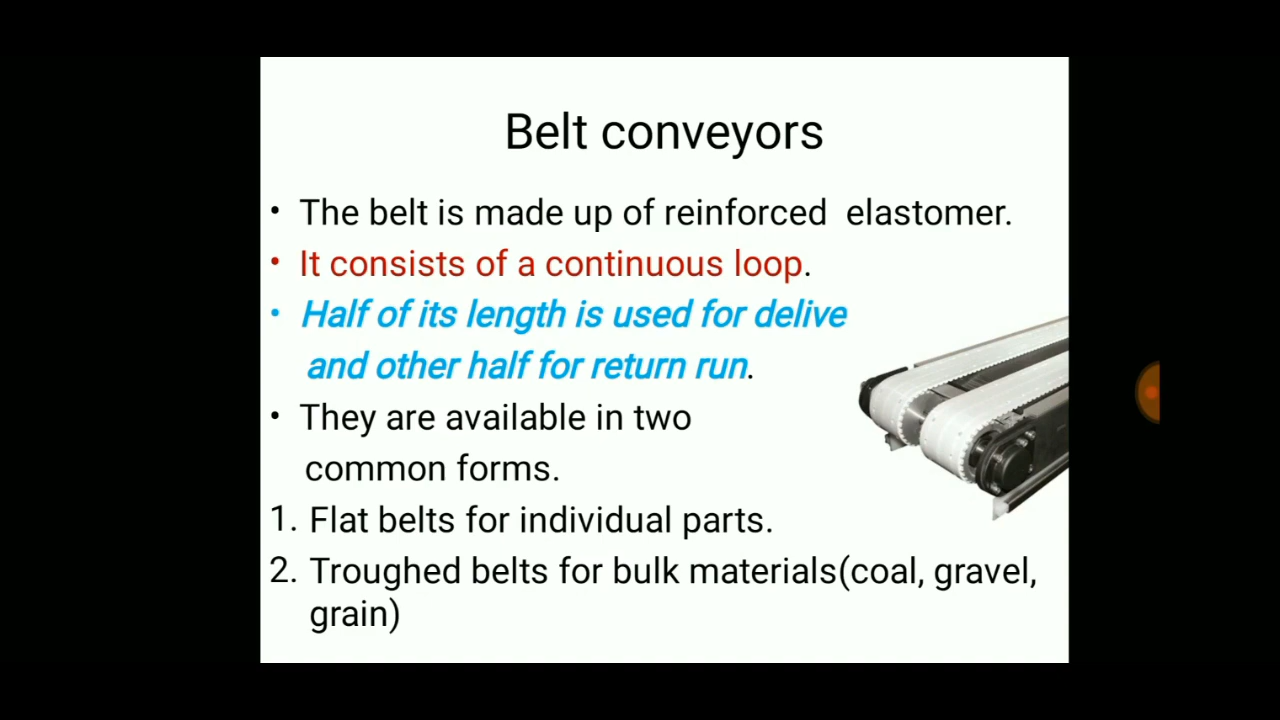 Belt conveyors
• The belt is made up of reinforced elastomer.
• It consists of a continuous loop.
• Half of its length is used for delive
and other half for return run.
• They are available in two
common forms.
1. Flat belts for individual parts.
2. Troughed belts for bulk materials(coal, gravel,
grain)